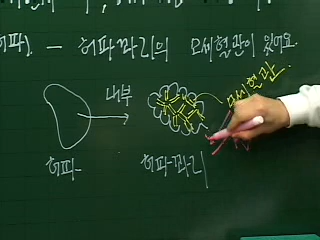 허파). — 허파꽈리의 모세혈관이 있어요.
내부
모세혈관.
허파
허파꽈리